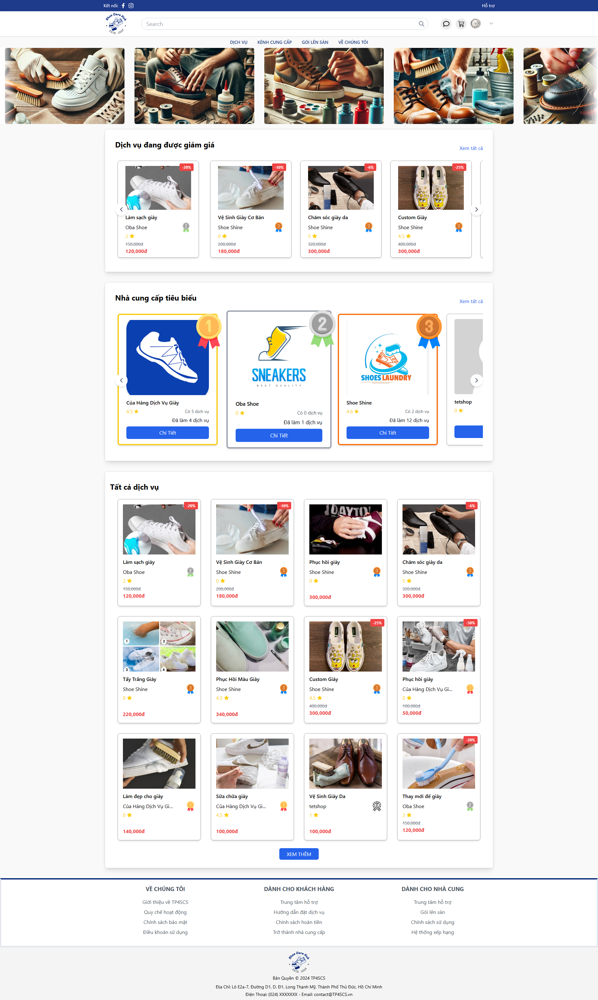 Kết nối:
Hỗ trợ
Shoe Care Hub
ESTD . 2024
Search
DỊCH VỤ KÊNH CUNG CẤP GÓI LÊN SÀN VỀ CHÚNG TÔI
Dịch vụ đang được giảm giá
Xem tất cả
-20% -10% -6% -25%
Làm sạch giày Vệ Sinh Giày Cơ Bản Chăm sóc giày da Custom Giày
Oba Shoe 2 Shoe Shine 3 Shoe Shine 3 Shoe Shine 3
2 0 5 4.5
150,000đ 200,000đ 320,000đ 400,000đ
120,000đ 180,000đ 300,000đ 300,000đ
Nhà cung cấp tiêu biểu
Xem tất cả
1 2 3
SNEAKERS
BEST QUALITY
SHOES LAUNDRY
Của Hàng Dịch Vụ Giày Oba Shoe Shoe Shine tetshop
4.5 Có 5 dịch vụ 0 Có 0 dịch vụ 4.6 Có 2 dịch vụ 0
Đã làm 4 dịch vụ Đã làm 1 dịch vụ Đã làm 12 dịch vụ
Chi Tiết Chi Tiết Chi Tiết
Tất cả dịch vụ
-20% -10% -6%
DAYTO
Làm sạch giày Vệ Sinh Giày Cơ Bản Phục hồi giày Chăm sóc giày da
Oba Shoe 2 Shoe Shine 3 Shoe Shine 3 Shoe Shine 3
2 0 0 5
150,000đ 200,000đ 320,000đ
120,000đ 180,000đ 300,000đ 300,000đ
-25% -50%
1 2
3 4
Tẩy Trắng Giày Phục Hồi Màu Giày Custom Giày Phục hồi giày
Shoe Shine 3 Shoe Shine 3 Shoe Shine 3 Của Hàng Dịch Vụ Gi... 1
0 4.3 4.5 0
400,000đ 100,000đ
220,000đ 340,000đ 300,000đ 50,000đ
-20%
Làm đẹp cho giày Sữa chữa giày Vệ Sinh Giày Da Thay mới đế giày
Của Hàng Dịch Vụ Gi... 1 Của Hàng Dịch Vụ Gi... 1 tetshop 10 Oba Shoe 2
0 4.5 1 2
150,000đ
140,000đ 100,000đ 100,000đ 120,000đ
XEM THÊM
VỀ CHÚNG TÔI DÀNH CHO KHÁCH HÀNG DÀNH CHO NHÀ CUNG
Giới thiệu về TP4SCS Trung tâm hỗ trợ Trung tâm hỗ trợ
Quy chế hoạt động Hướng dẫn đặt dịch vụ Gói lên sàn
Chính sách bảo mật Chính sách hoàn tiền Chính sách sử dụng
Điều khoản sử dụng Trở thành nhà cung cấp Hệ thống xếp hạng
Shoe Care Hub
ESTD . 2024
Bản Quyền © 2024 TP4SCS
Địa Chỉ: Lô E2a-7, Đường D1, D. Đ1, Long Thạnh Mỹ, Thành Phố Thủ Đức, Hồ Chí Minh
Điện Thoại: (024) XXXXXXX - Email: contact@TP4SCS.vn